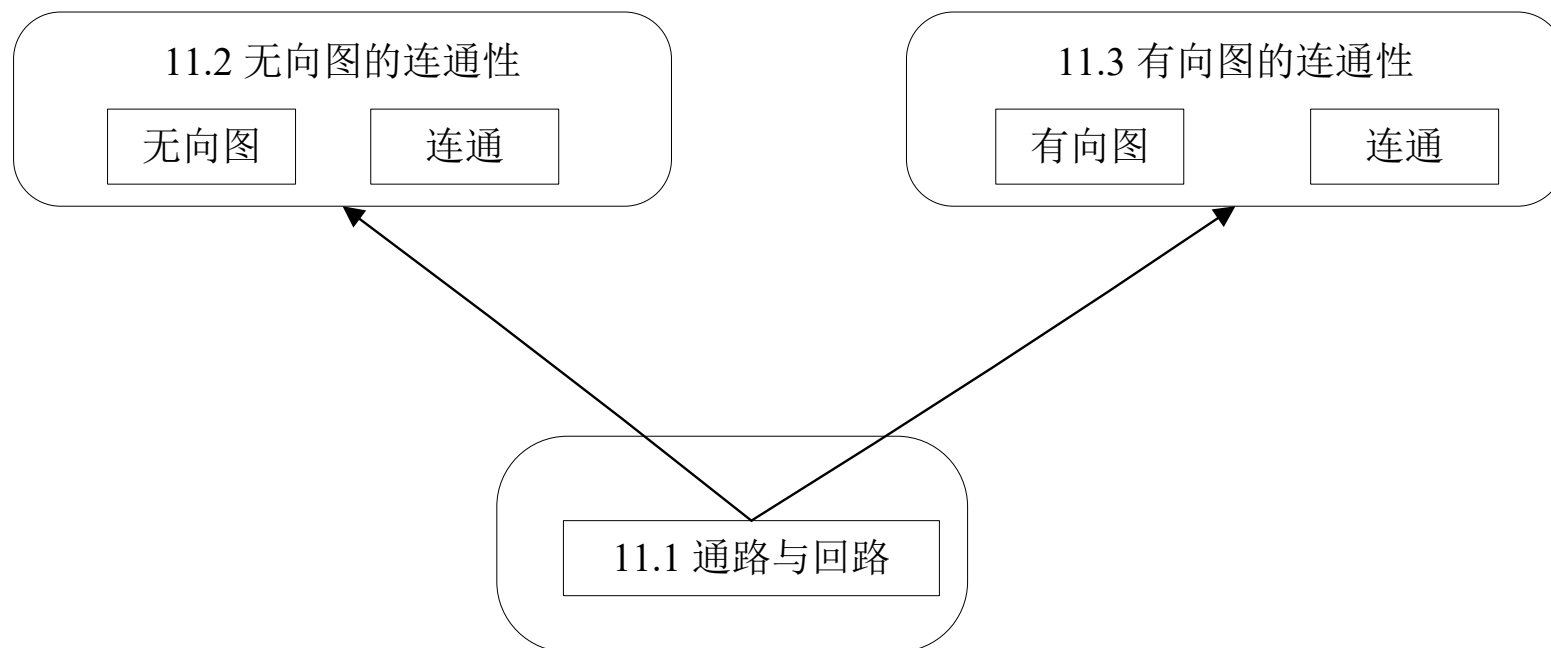 11.2 无向图的连通性
无向图
连通
11.3 有向图的连通性
有向图
连通
11.1 通路与回路